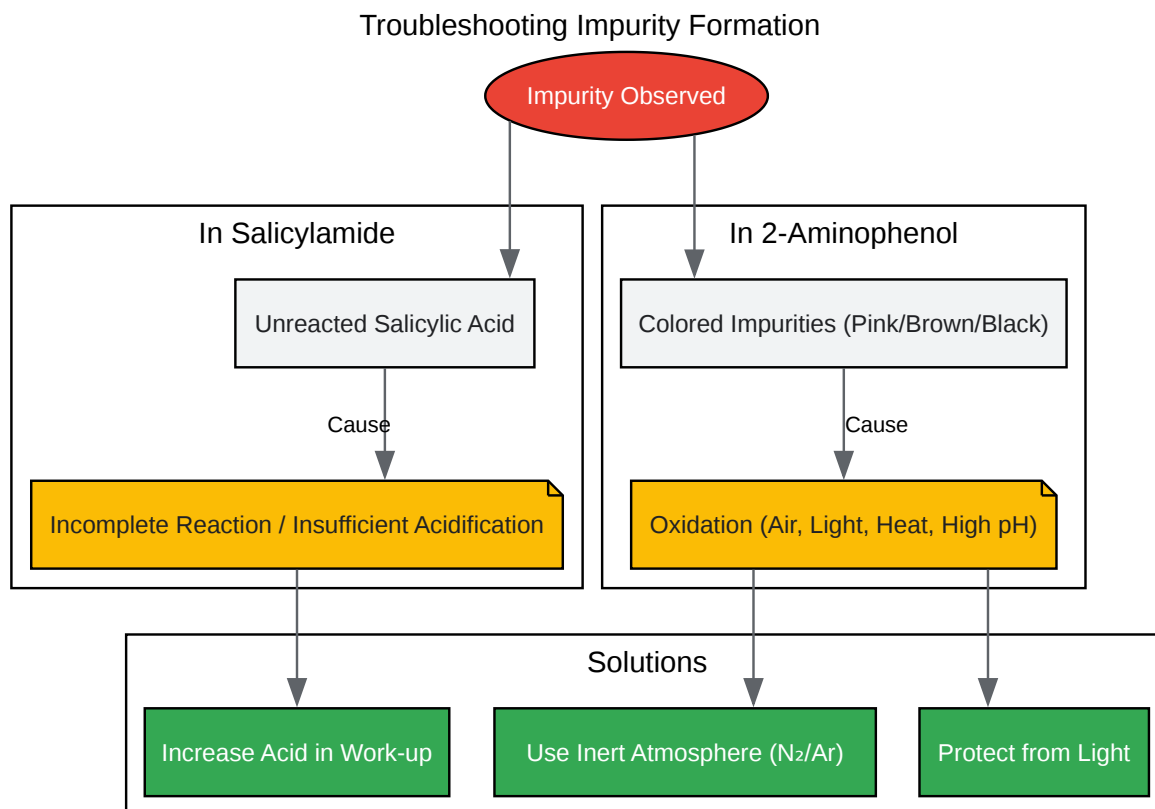 Troubleshooting Impurity Formation
Impurity Observed
In Salicylamide
Unreacted Salicylic Acid
Cause
Incomplete Reaction / Insufficient Acidification
In 2-Aminophenol
Colored Impurities (Pink/Brown/Black)
Cause
Oxidation (Air, Light, Heat, High pH)
Solutions
Increase Acid in Work-up
Use Inert Atmosphere (N₂/Ar)
Protect from Light